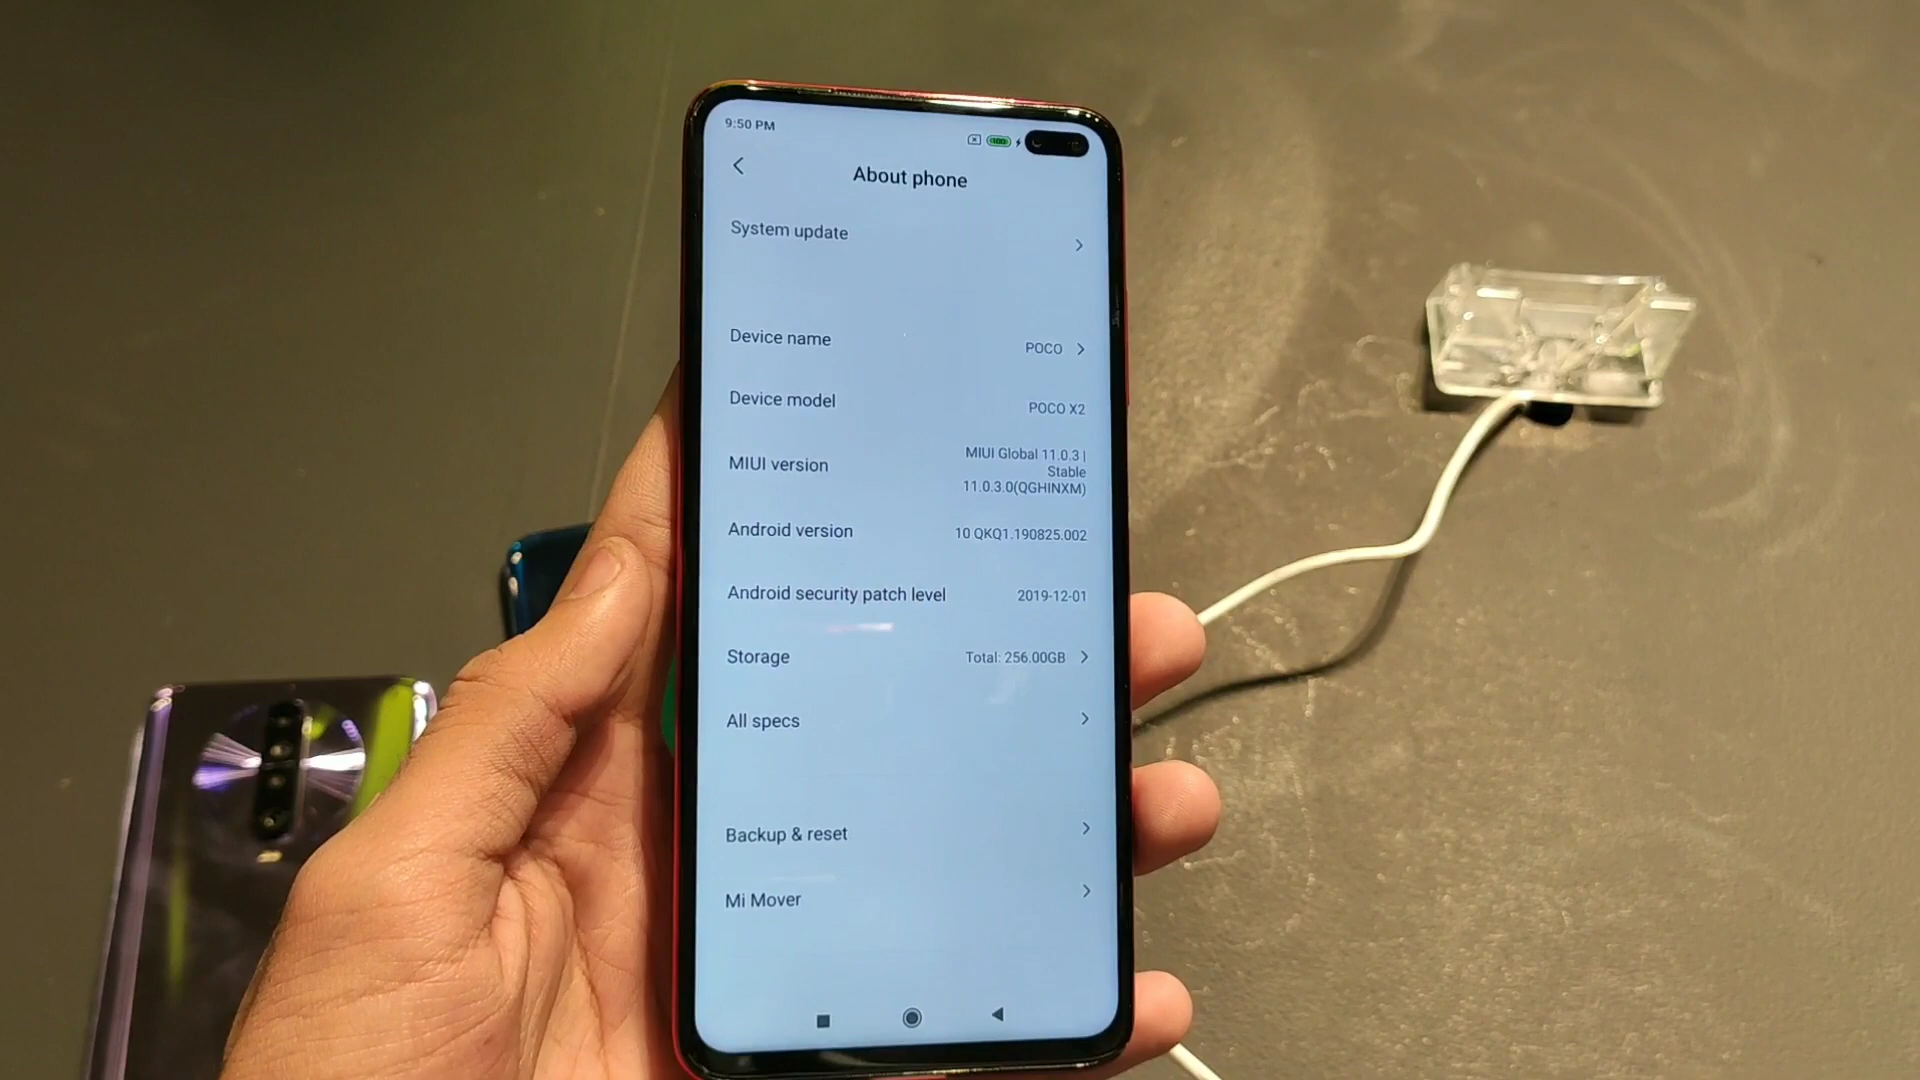 9:50 PM
100
About phone
System update
Device name
POCO
Device model
POCO X2
MIUI version
MIUI Global 11.0.3 |
Stable
11.0.3.0(QGHINXM)
Android version
10 QKQ1.190825.002
Android security patch level
2019-12-01
Storage
Total: 256.00GB
All specs
Backup & reset
Mi Mover